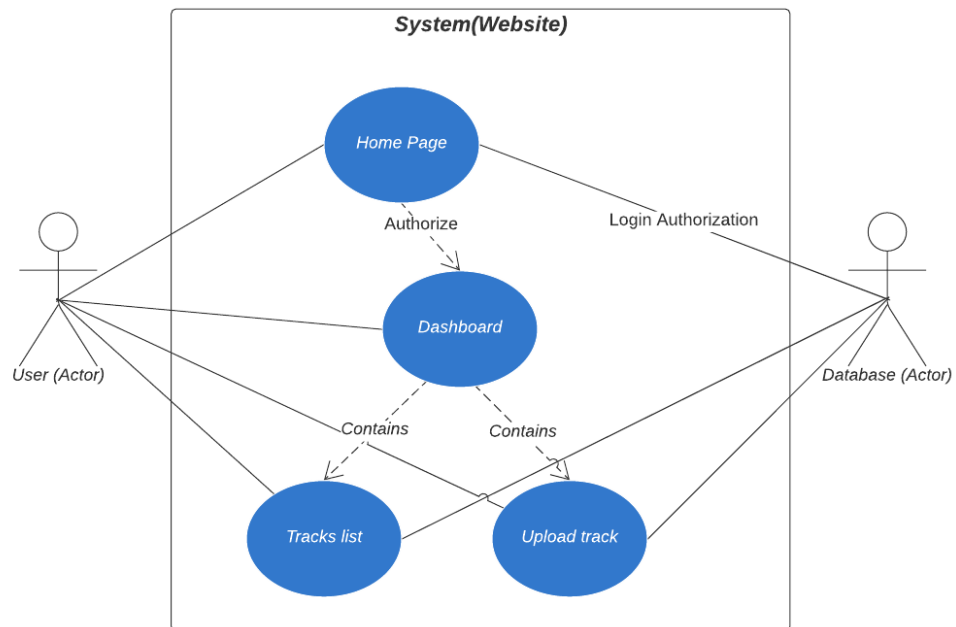 System(Website)
Home Page
Authorize
Login Authorization
Dashboard
User (Actor)
Database (Actor)
Contains
Contains
Tracks list
Upload track